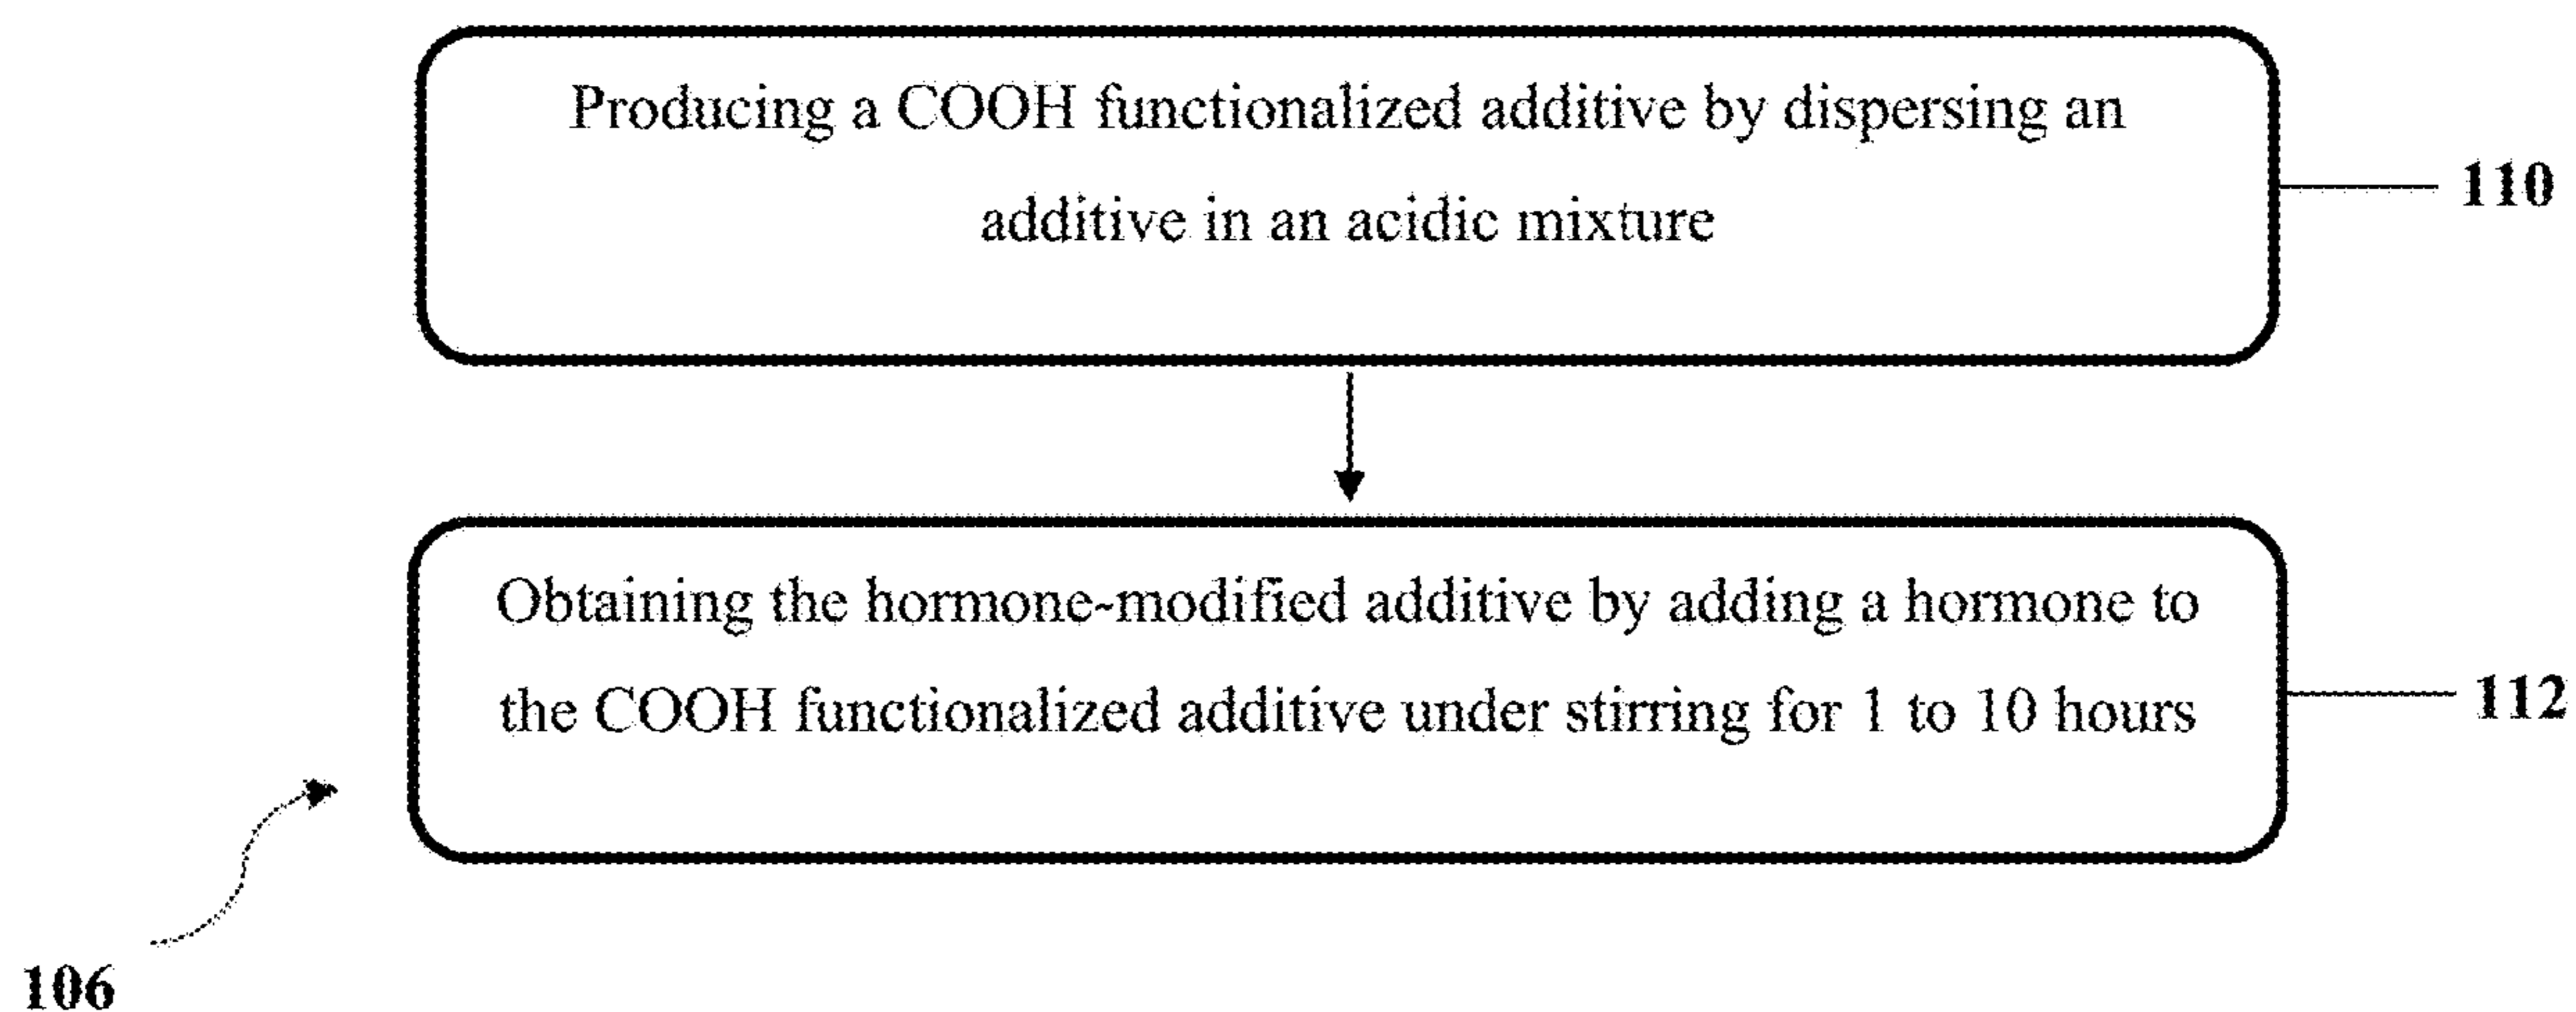 Producing a COOH functionalized additive by dispersing an
additive in an acidic mixture
110
Obtaining the hormone-modified additive by adding a hormone to
the COOH functionalized additive under stirring for 1 to 10 hours
112
106